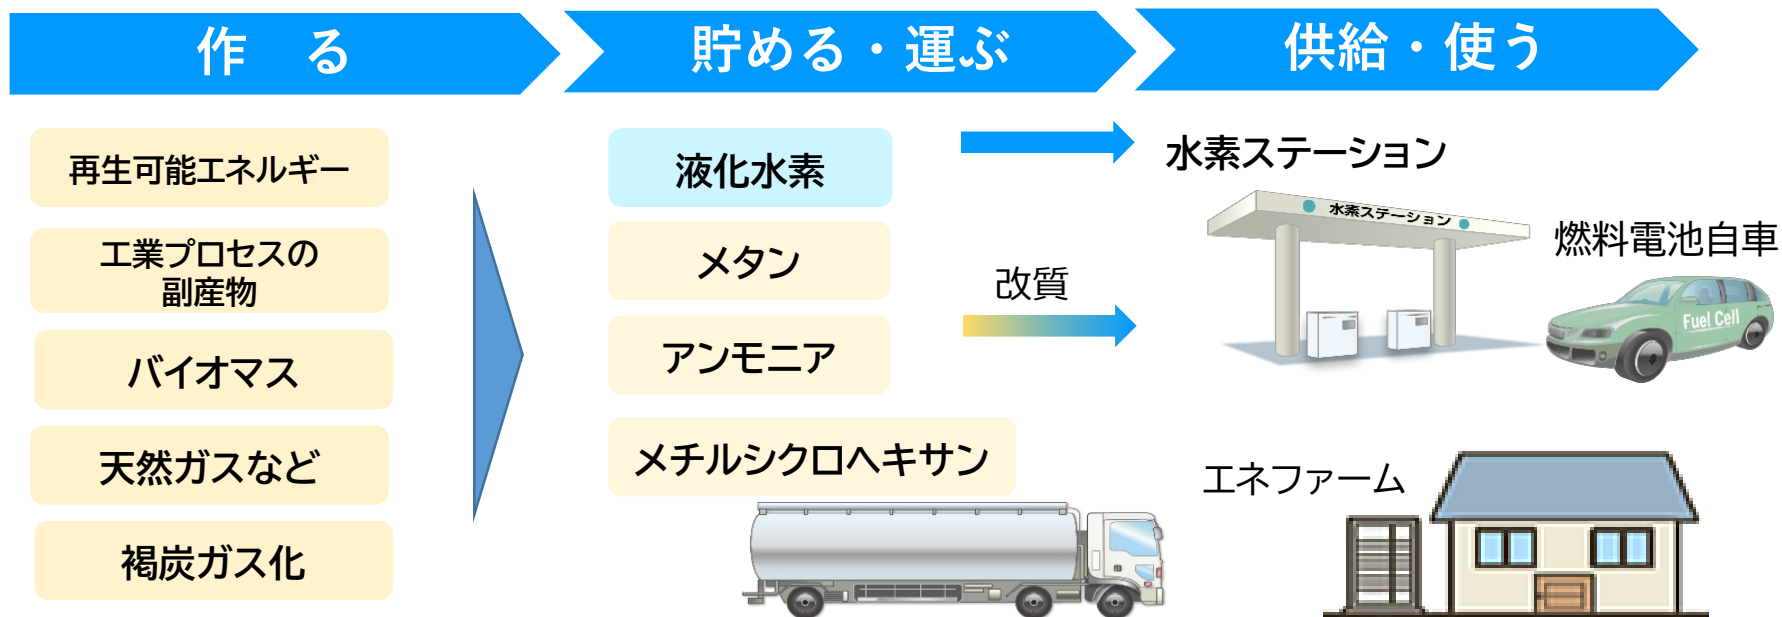 作　る
貯める・運ぶ
供給・使う
再生可能エネルギー
工業プロセスの
副産物
バイオマス
天然ガスなど
褐炭ガス化
液化水素
メタン
アンモニア
メチルシクロヘキサン
改質
水素ステーション
水素ステーション
燃料電池自車
Fuel Cell
エネファーム